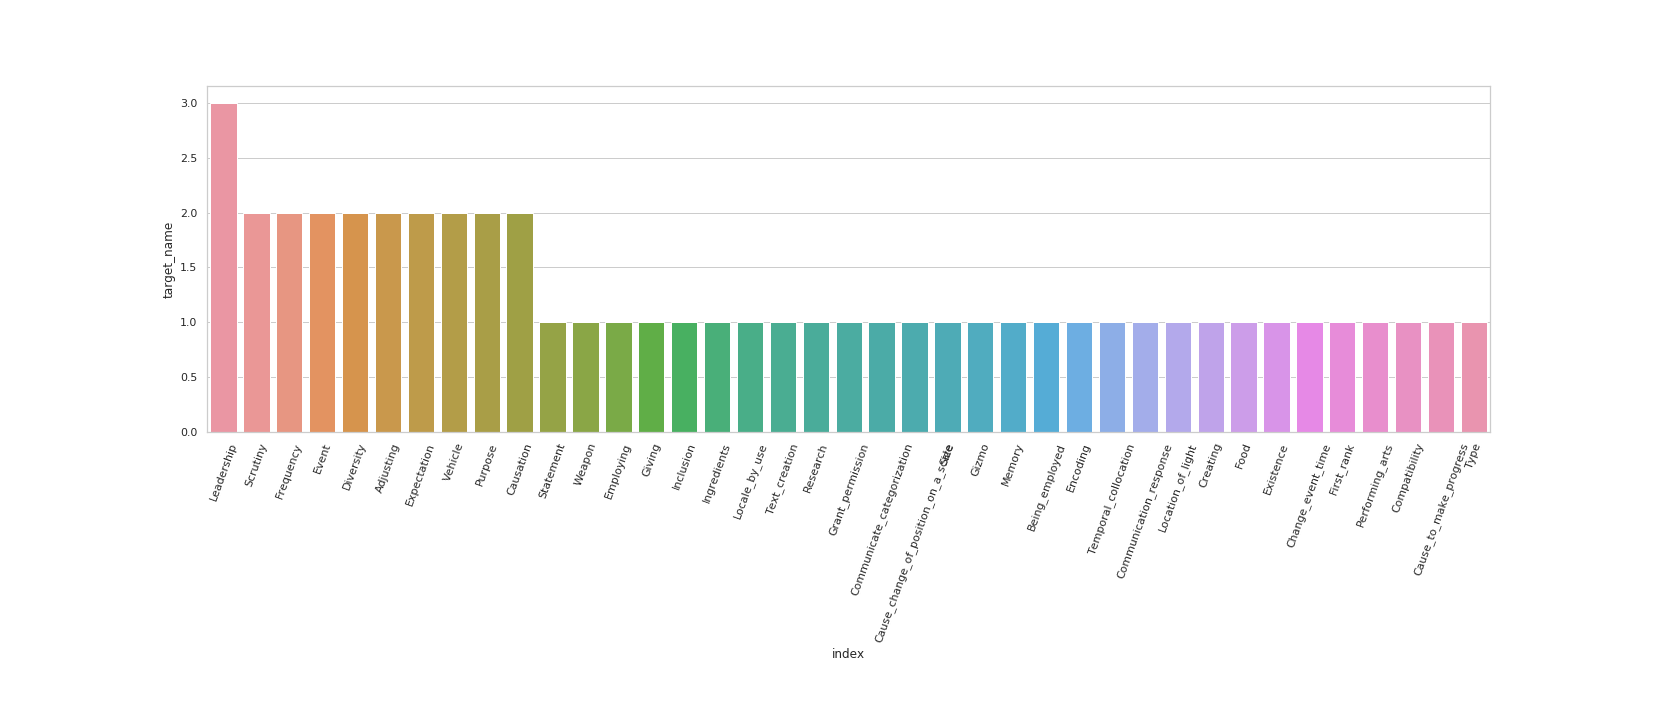 3.0
2.5
2.0
1.5
1.0
0.5
0.0
target_name
Leadership
Scrutiny
Frequency
Event
Diversity
Adjusting
Expectation
Vehicle
Purpose
Causation
Statement
Weapon
Employing
Giving
Inclusion
Ingredients
Locale_by_use
Text_creation
Research
Grant_permission
Communicate_categorization
Cause_change_of_position_on_a_scale
Gizmo
Memory
Being_employed
Encoding
Temporal_collocation
Communication_response
Location_of_light
Creating
Food
Existence
Change_event_time
First_rank
Performing_arts
Compatibility
Cause_to_make_progress
Type
index